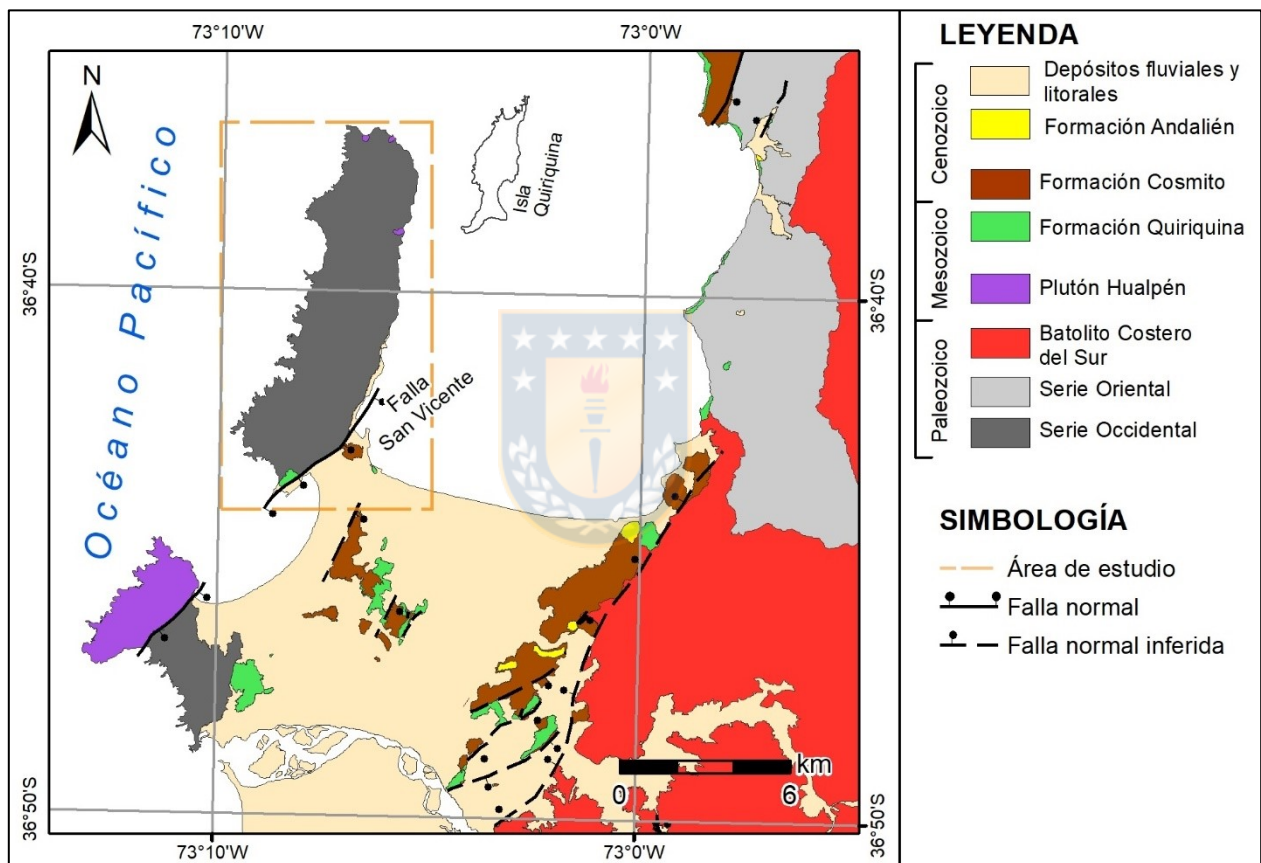 73°10'W
73°0'W
N
Océano Pacífico
Isla
Quiriquina
36°40'S
36°40'S
Falla
San Vicente
km
0
6
36°50'S
36°50'S
73°10'W
73°0'W
LEYENDA
Cenozoico
Depósitos fluviales y
litorales
Formación Andalién
Formación Cosmito
Mesozoico
Formación Quiriquina
Plutón Hualpén
Paleozoico
Batolito Costero
del Sur
Serie Oriental
Serie Occidental
SIMBOLOGÍA
Área de estudio
Falla normal
Falla normal inferida